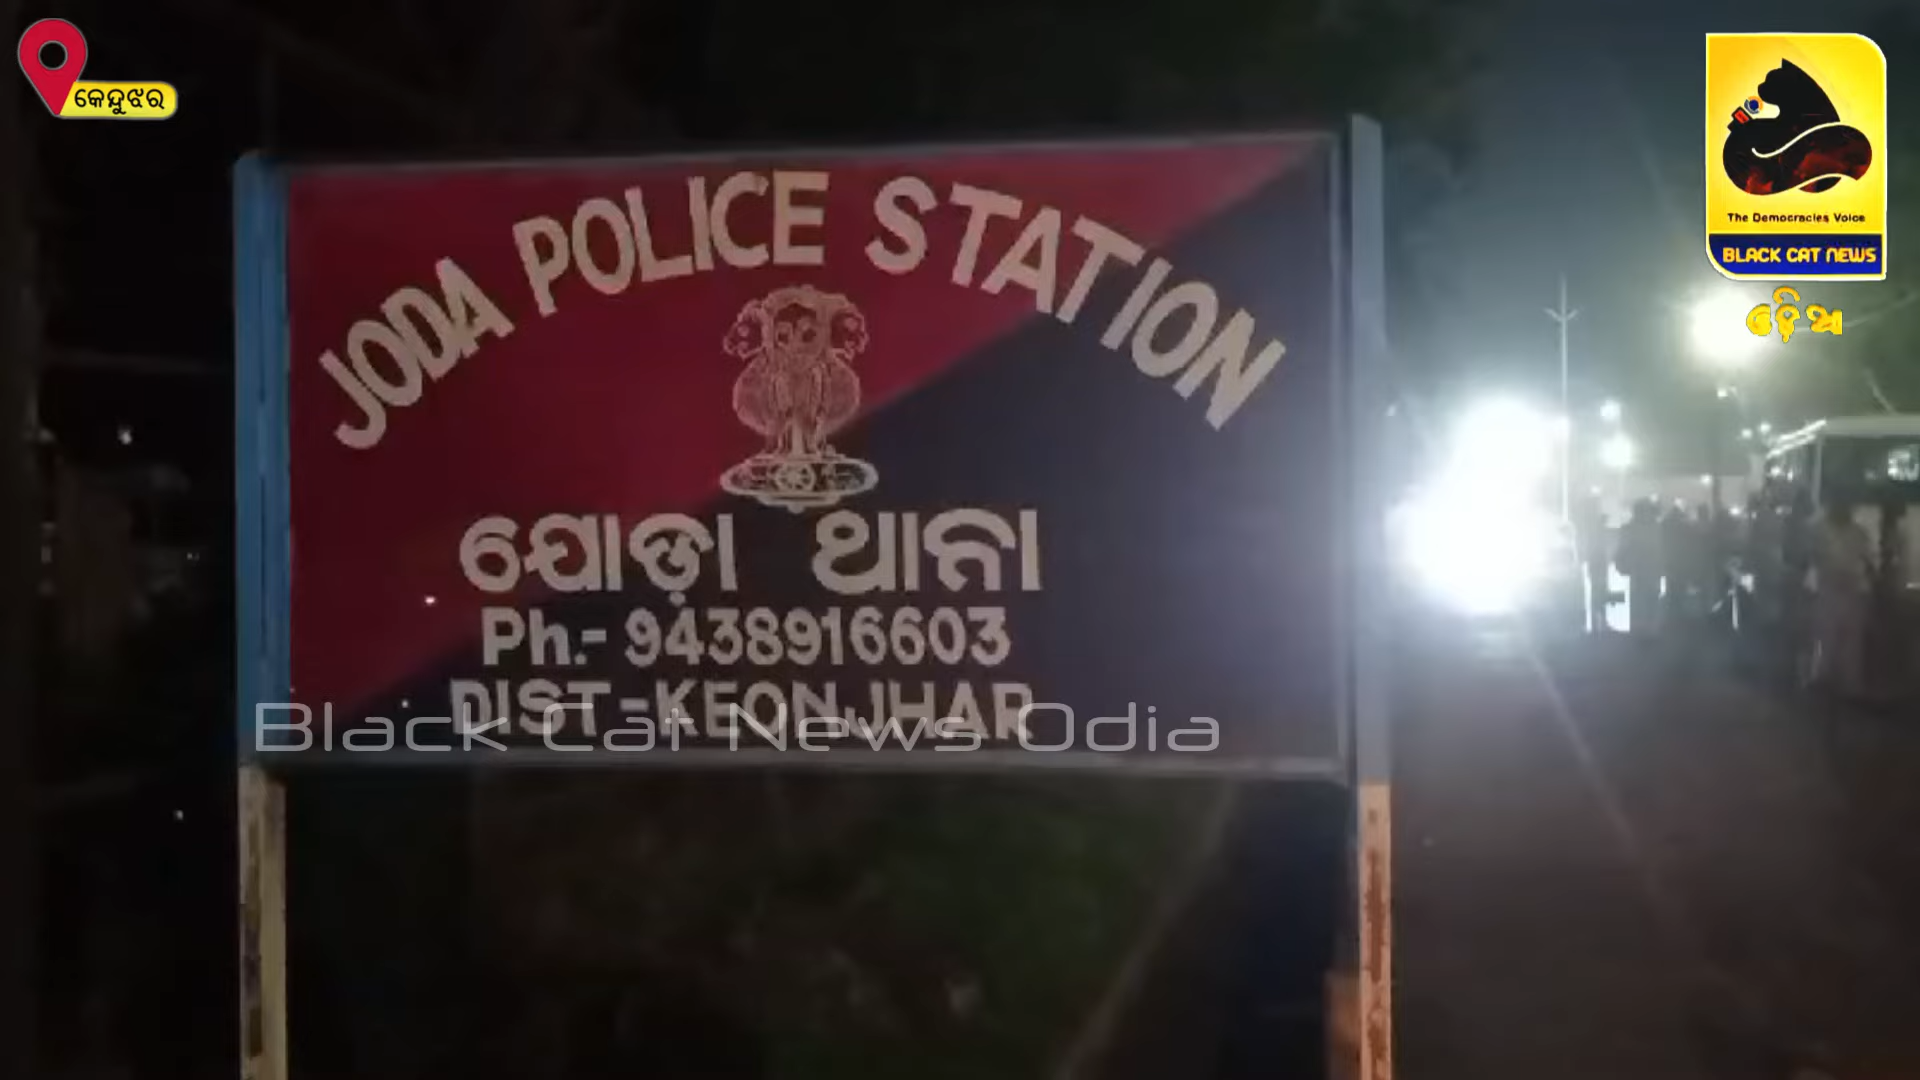 କେନ୍ଦୁଝର
The Democracies Voice
BLACK CAT NEWS
ଓଡ଼ିଆ
JODA POLICE STATION
ଯୋଡ଼ା ଥାନା
Ph.- 9438916603
DIST-KEONJHAR
Black Cat News Odia